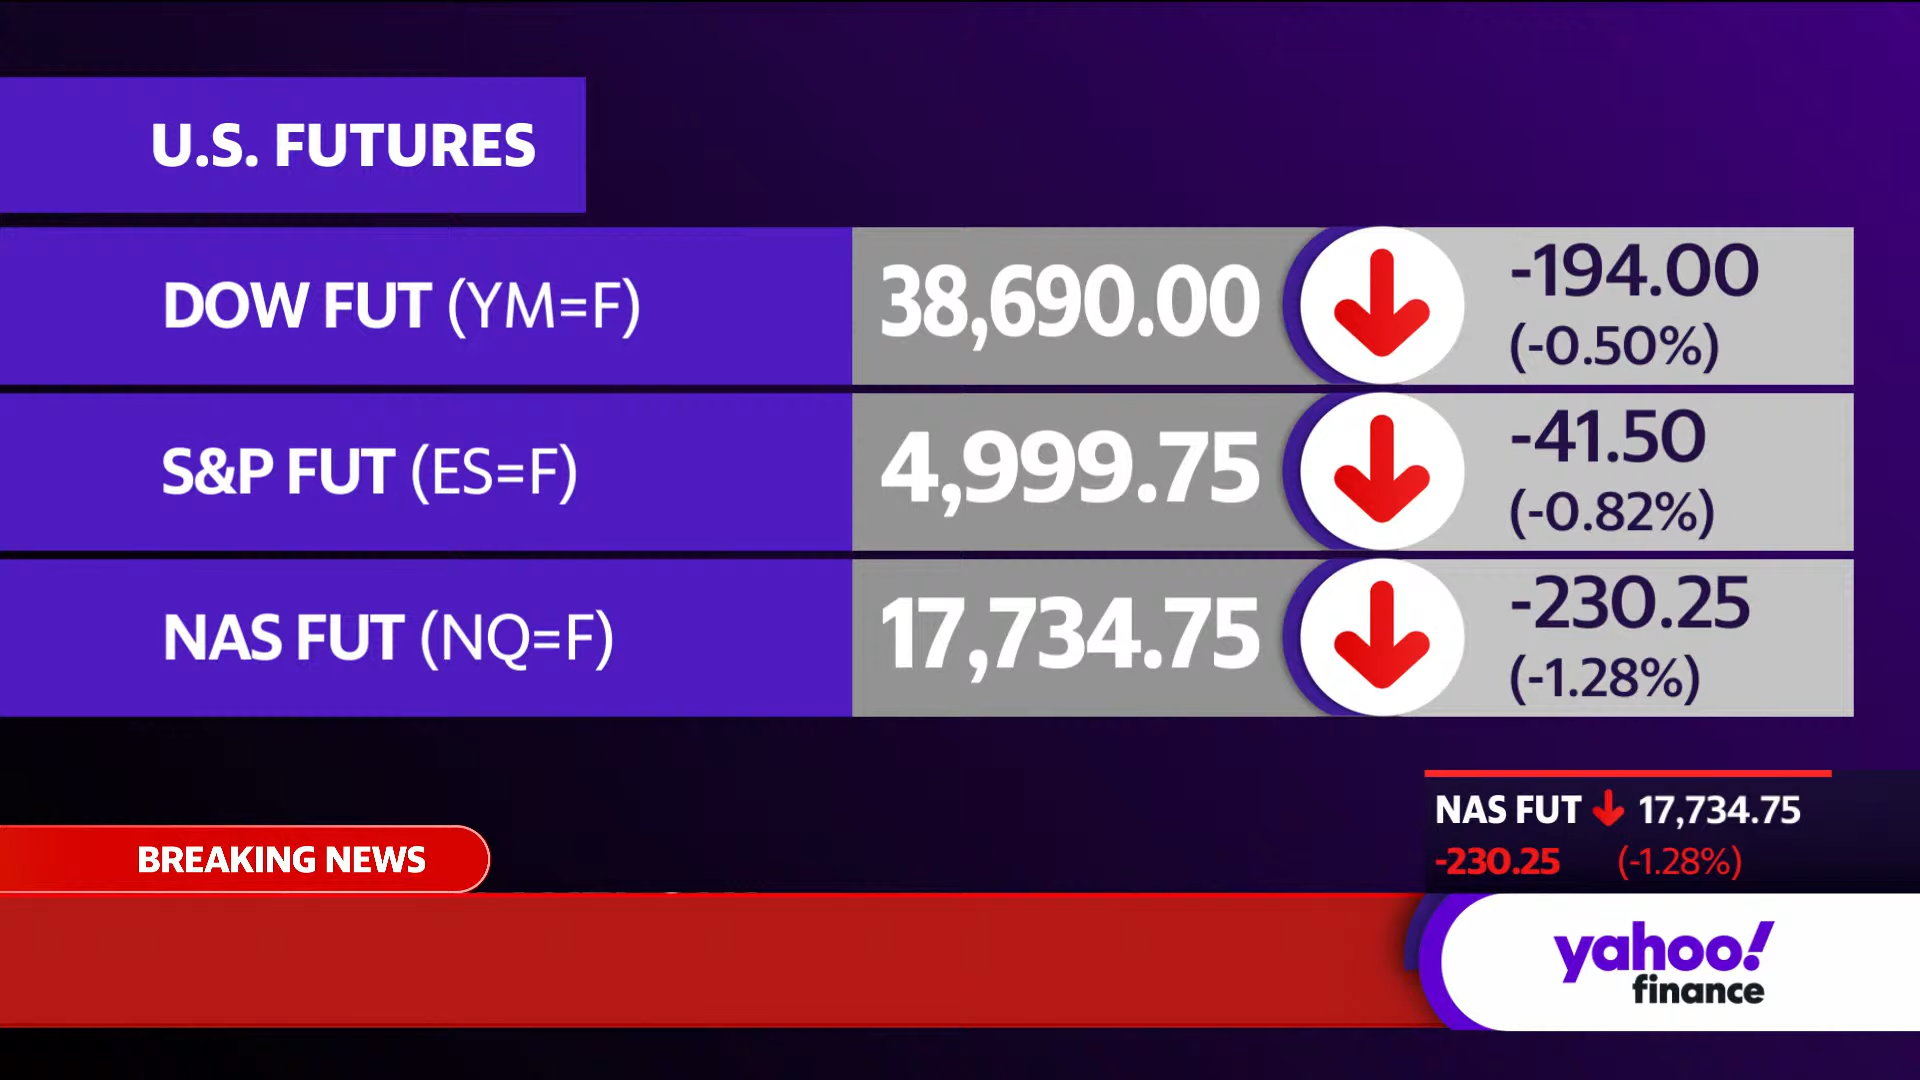 U.S. FUTURES
DOW FUT (YM=F) 38,690.00 -194.00
(-0.50%)
S&P FUT (ES=F) 4,999.75 -41.50
(-0.82%)
NAS FUT (NQ=F) 17,734.75 -230.25
(-1.28%)
NAS FUT 17,734.75
-230.25 (-1.28%)
BREAKING NEWS
yahoo!
finance